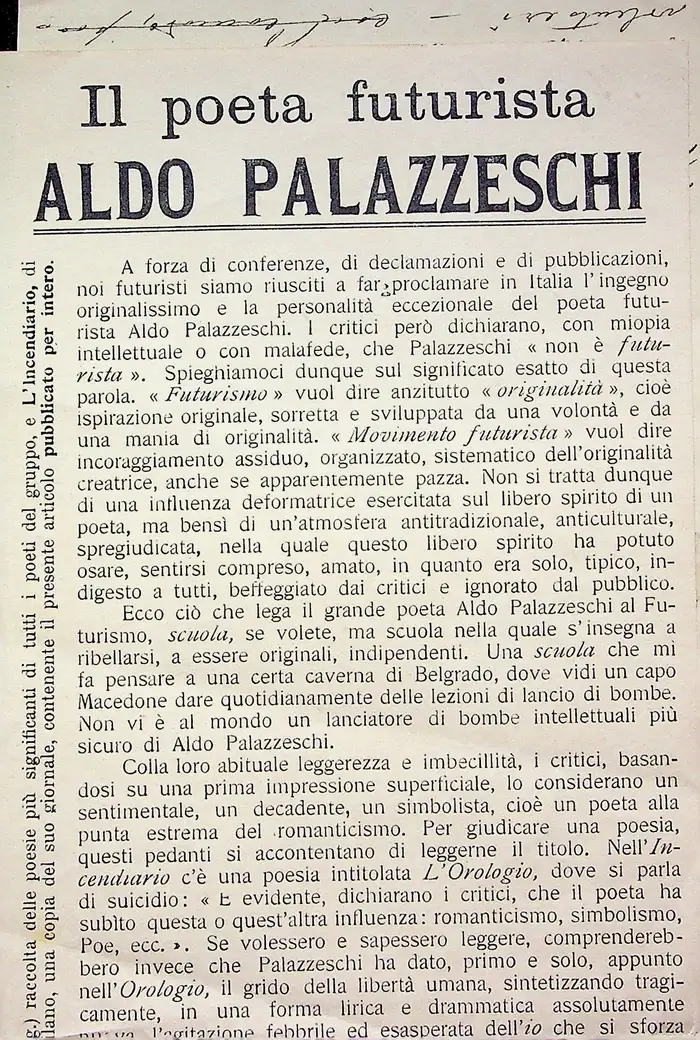 Il poeta futurista
ALDO PALAZZESCHI
A forza di conferenze, di declamazioni e di pubblicazioni,
noi futuristi siamo riusciti a far proclamare in Italia l'ingegno
originalissimo e la personalità eccezionale del poeta futu-
rista Aldo Palazzeschi. I critici però dichiarano, con miopia
intellettuale o con malafede, che Palazzeschi « non è futu-
rista ». Spieghiamoci dunque sul significato esatto di questa
parola. « Futurismo » vuol dire anzitutto « originalità », cioè
ispirazione originale, sorretta e sviluppata da una volontà e da
una mania di originalità. « Movimento futurista » vuol dire
incoraggiamento assiduo, organizzato, sistematico dell'originalità
creatrice, anche se apparentemente pazza. Non si tratta dunque
di una influenza deformatrice esercitata sul libero spirito di un
poeta, ma bensì di un'atmosfera antitradizionale, anticulturale,
spregiudicata, nella quale questo libero spirito ha potuto
osare, sentirsi compreso, amato, in quanto era solo, tipico, in-
digesto a tutti, beffeggiato dai critici e ignorato dal pubblico.
Ecco ciò che lega il grande poeta Aldo Palazzeschi al Fu-
turismo, scuola, se volete, ma scuola nella quale s'insegna a
ribellarsi, a essere originali, indipendenti. Una scuola che mi
fa pensare a una certa caverna di Belgrado, dove vidi un capo
Macedone dare quotidianamente delle lezioni di lancio di bombe.
Non vi è al mondo un lanciatore di bombe intellettuali più
sicuro di Aldo Palazzeschi.
Colla loro abituale leggerezza e imbecillità, i critici, basan-
dosi su una prima impressione superficiale, lo considerano un
sentimentale, un decadente, un simbolista, cioè un poeta alla
punta estrema del romanticismo. Per giudicare una poesia,
questi pedanti si accontentano di leggerne il titolo. Nell'In-
cendiario c'è una poesia intitolata L'Orologio, dove si parla
di suicidio: « E evidente, dichiarano i critici, che il poeta ha
subìto questa o quest'altra influenza: romanticismo, simbolismo,
Poe, ecc. ». Se volessero e sapessero leggere, comprendereb-
bero invece che Palazzeschi ha dato, primo e solo, appunto
nell'Orologio, il grido della libertà umana, sintetizzando tragi-
camente, in una forma lirica e drammatica assolutamente
nuova, l'agitazione febbrile ed esasperata dell'io che si sforza
g.) raccolta delle poesie più significanti di tutti i poeti del gruppo, e L'Incendiario, di
lano, una copia del suo giornale, contenente il presente articolo pubblicato per intero.